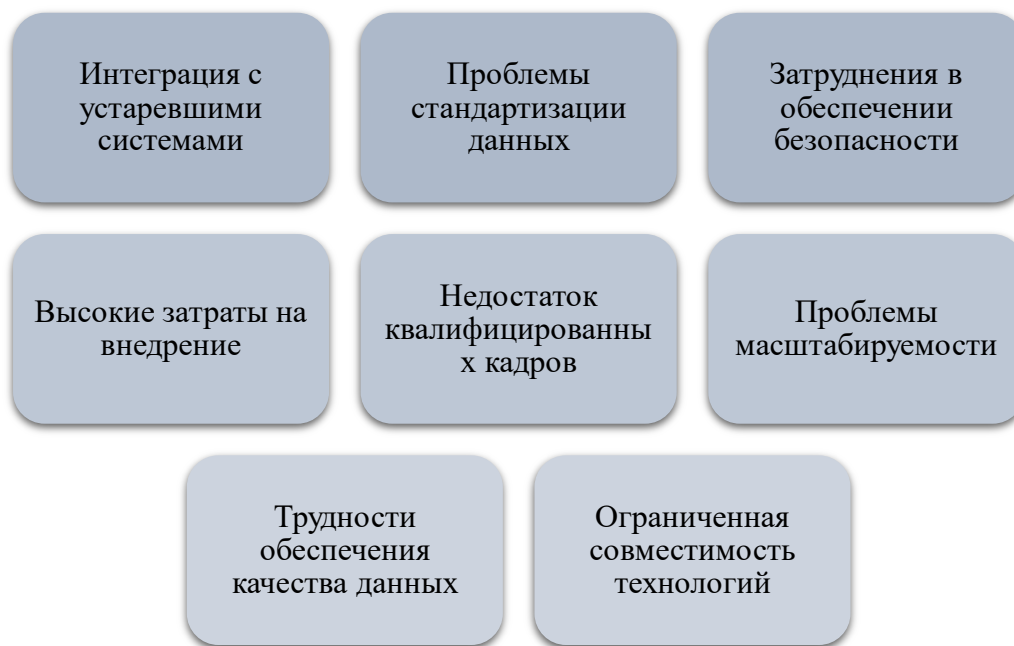 Интеграция с
устаревшими
системами
Проблемы
стандартизации
данных
Затруднения в
обеспечении
безопасности
Высокие затраты на
внедрение
Недостаток
квалифицированны
х кадров
Проблемы
масштабируемости
Трудности
обеспечения
качества данных
Ограниченная
совместимость
технологий